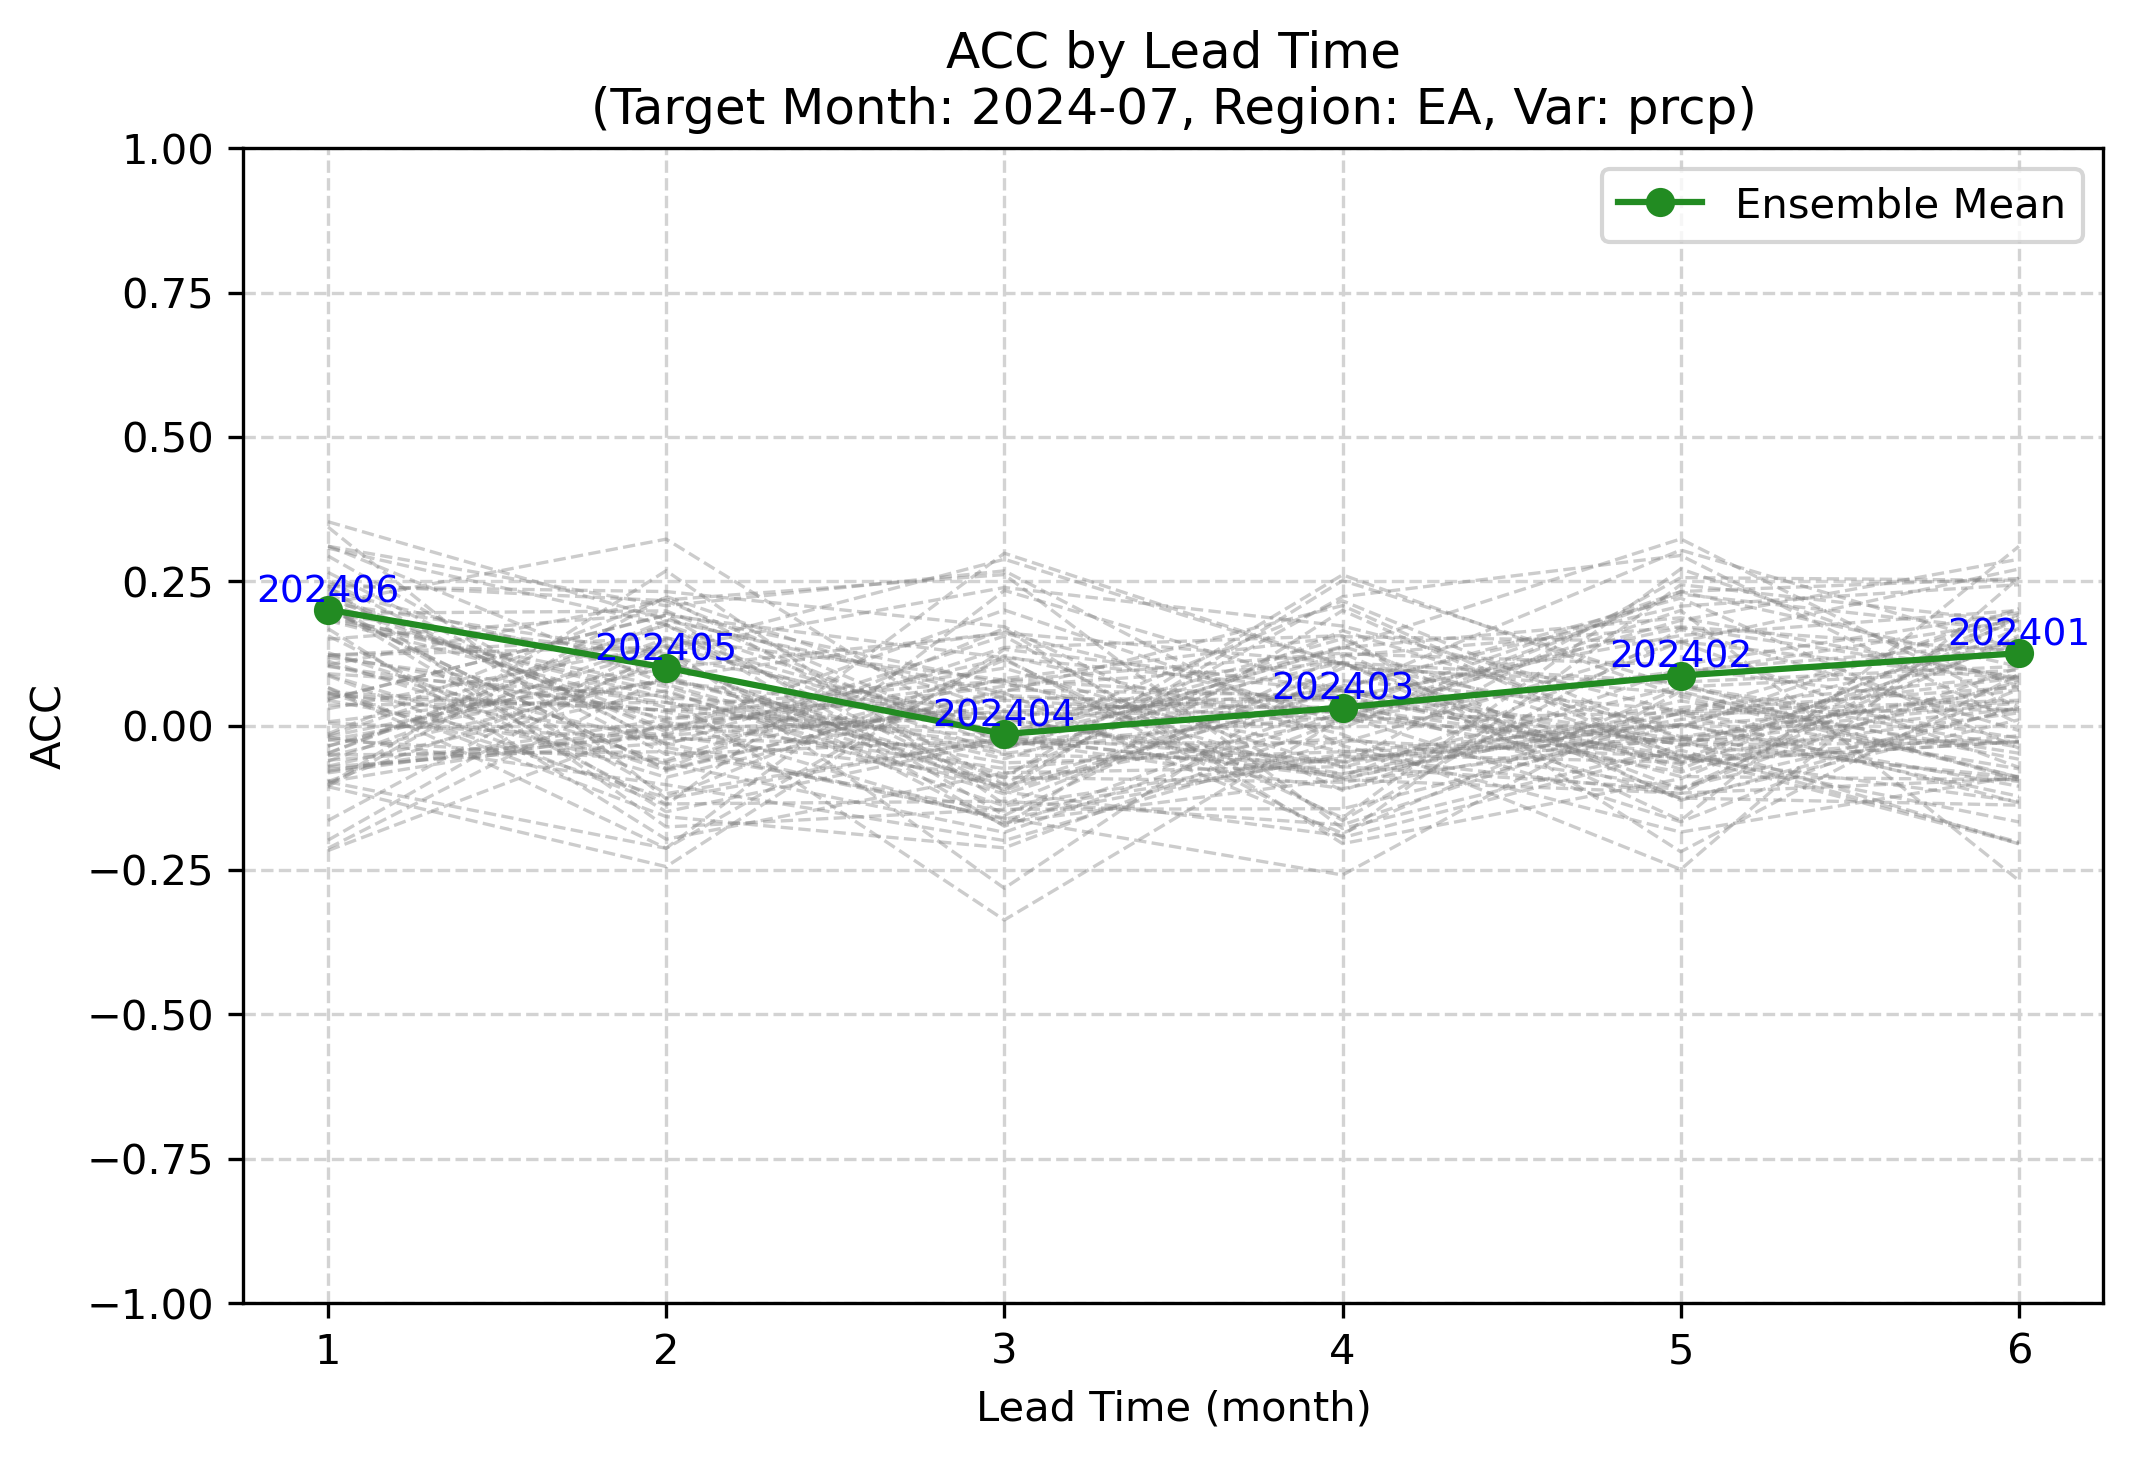 ACC by Lead Time
(Target Month: 2024-07, Region: EA, Var: prcp)
Ensemble Mean
1.00
0.75
0.50
0.25
0.00
−0.25
−0.50
−0.75
−1.00
ACC
202406
202405
202404
202403
202402
202401
1 2 3 4 5 6
Lead Time (month)